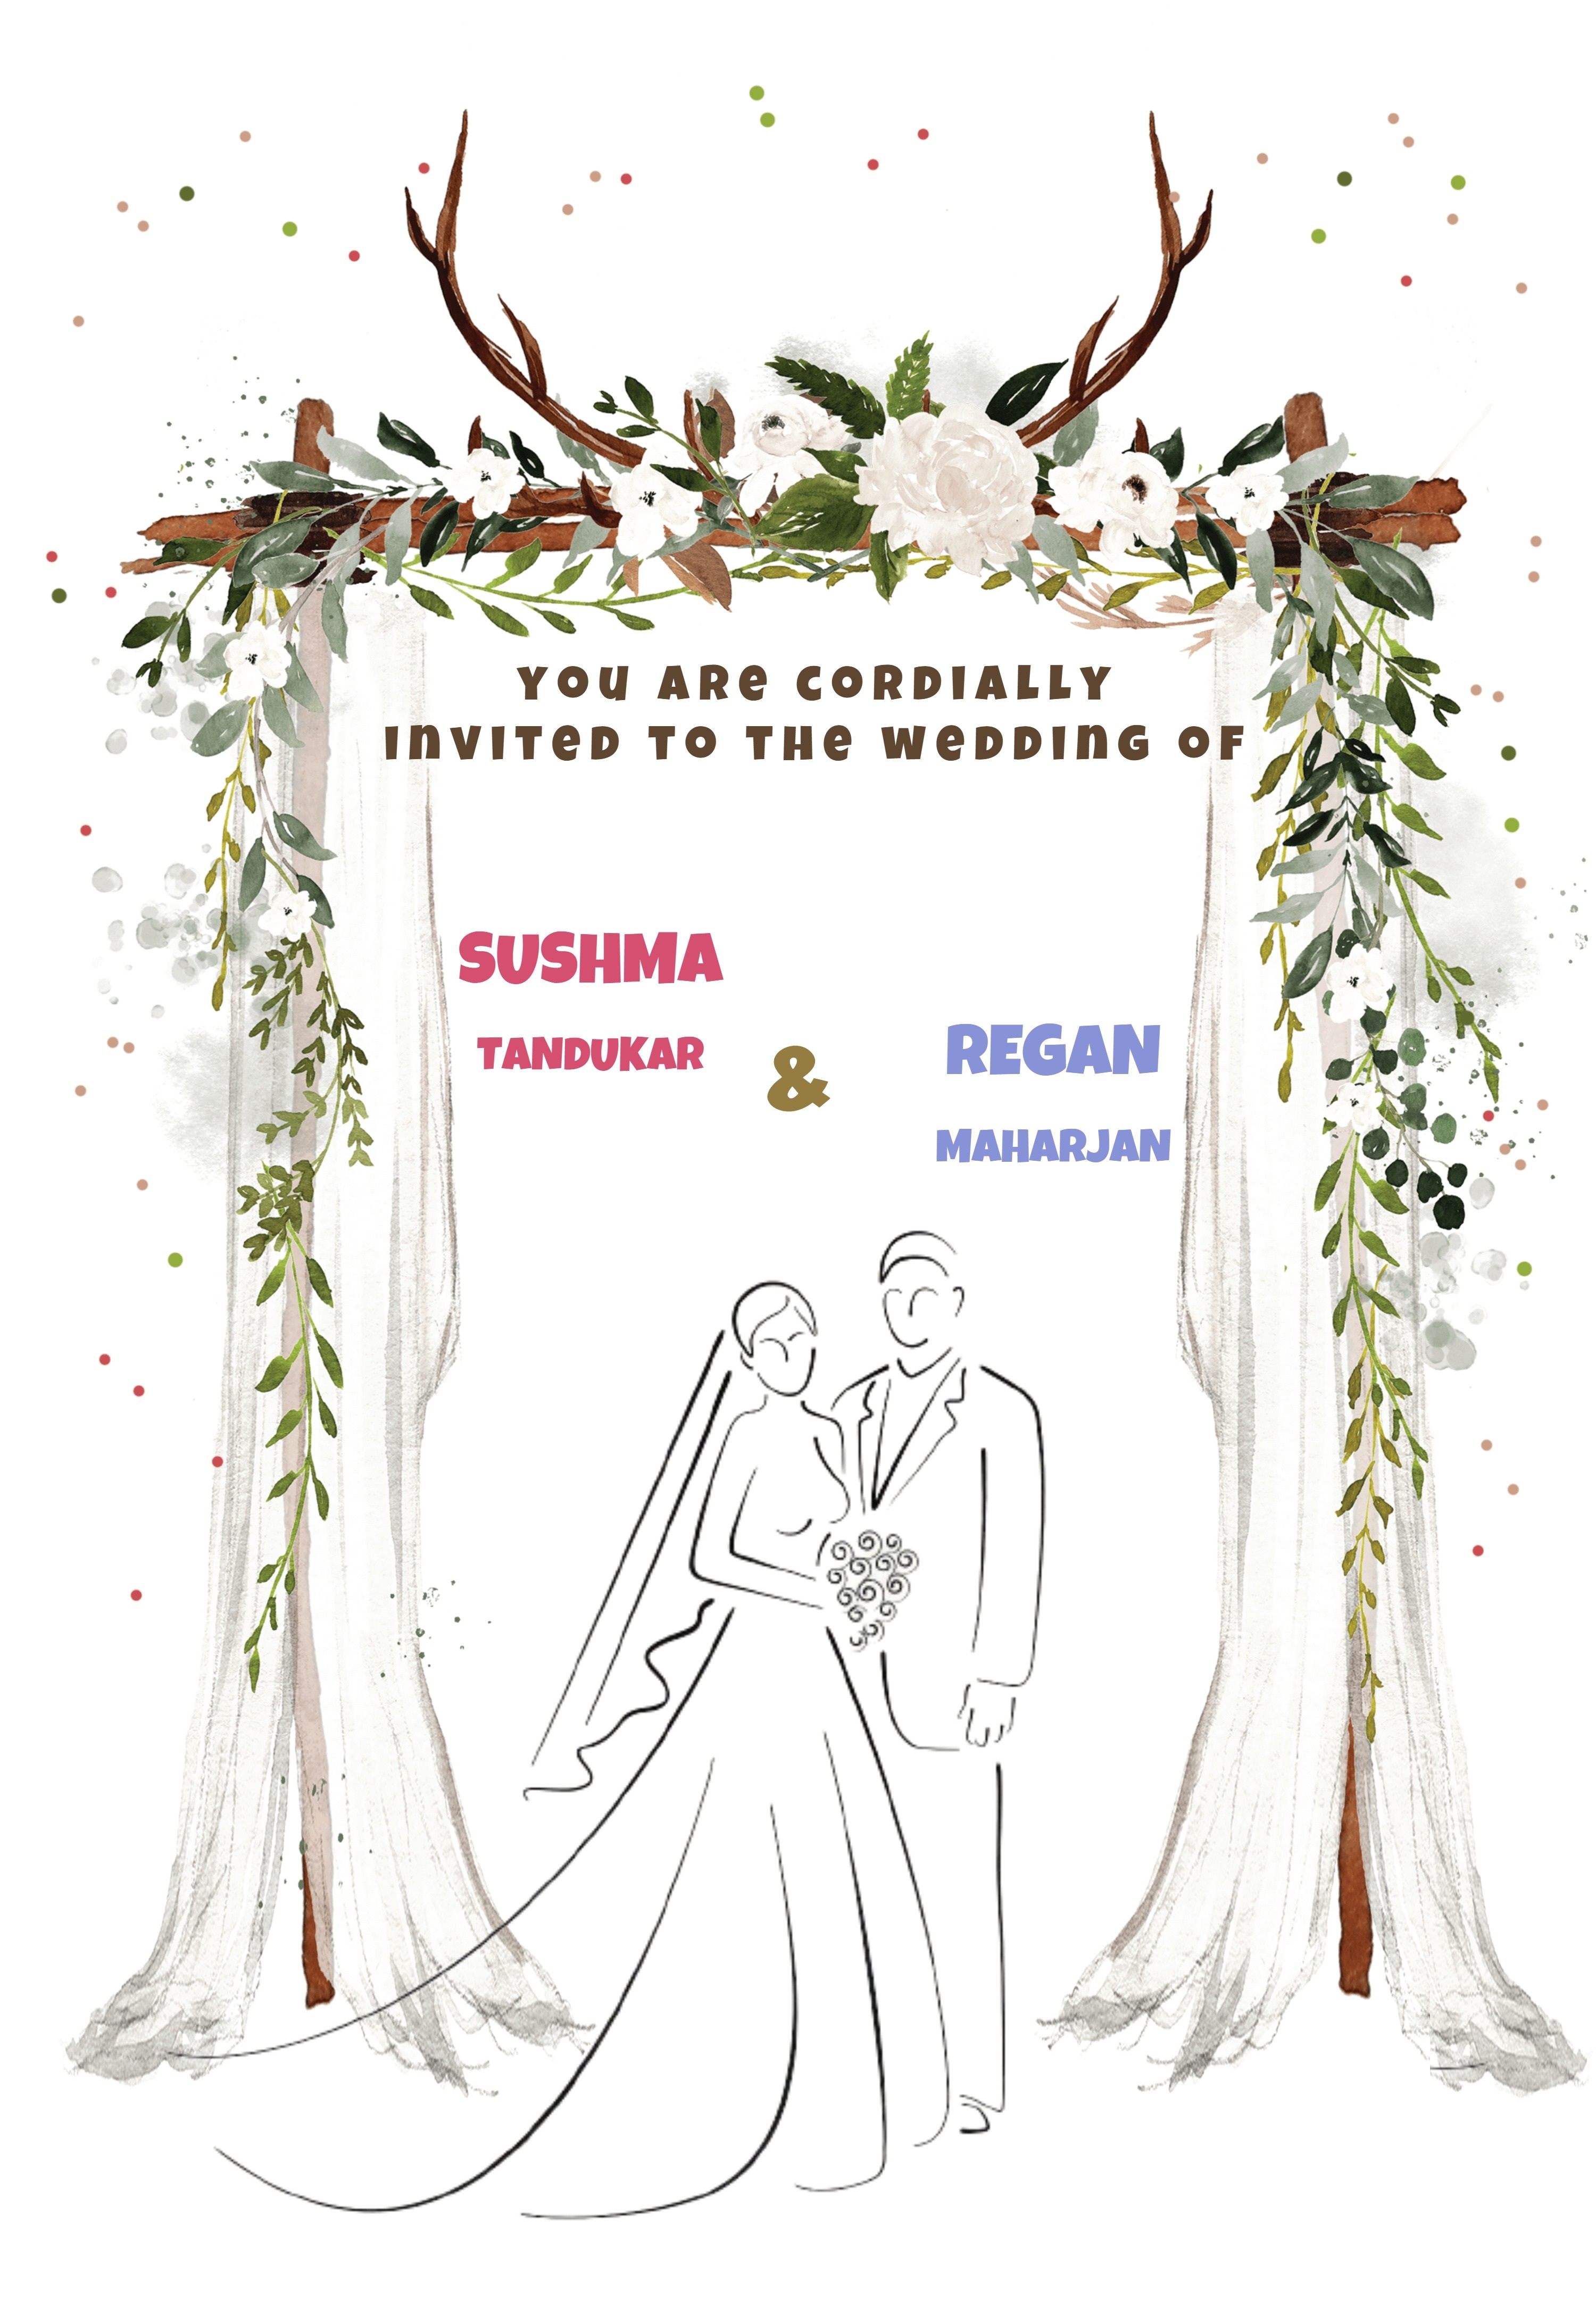 YOU ARE CORDIALLY
INVITED TO THE WEDDING OF
SUSHMA
TANDUKAR
&
REGAN
MAHARJAN